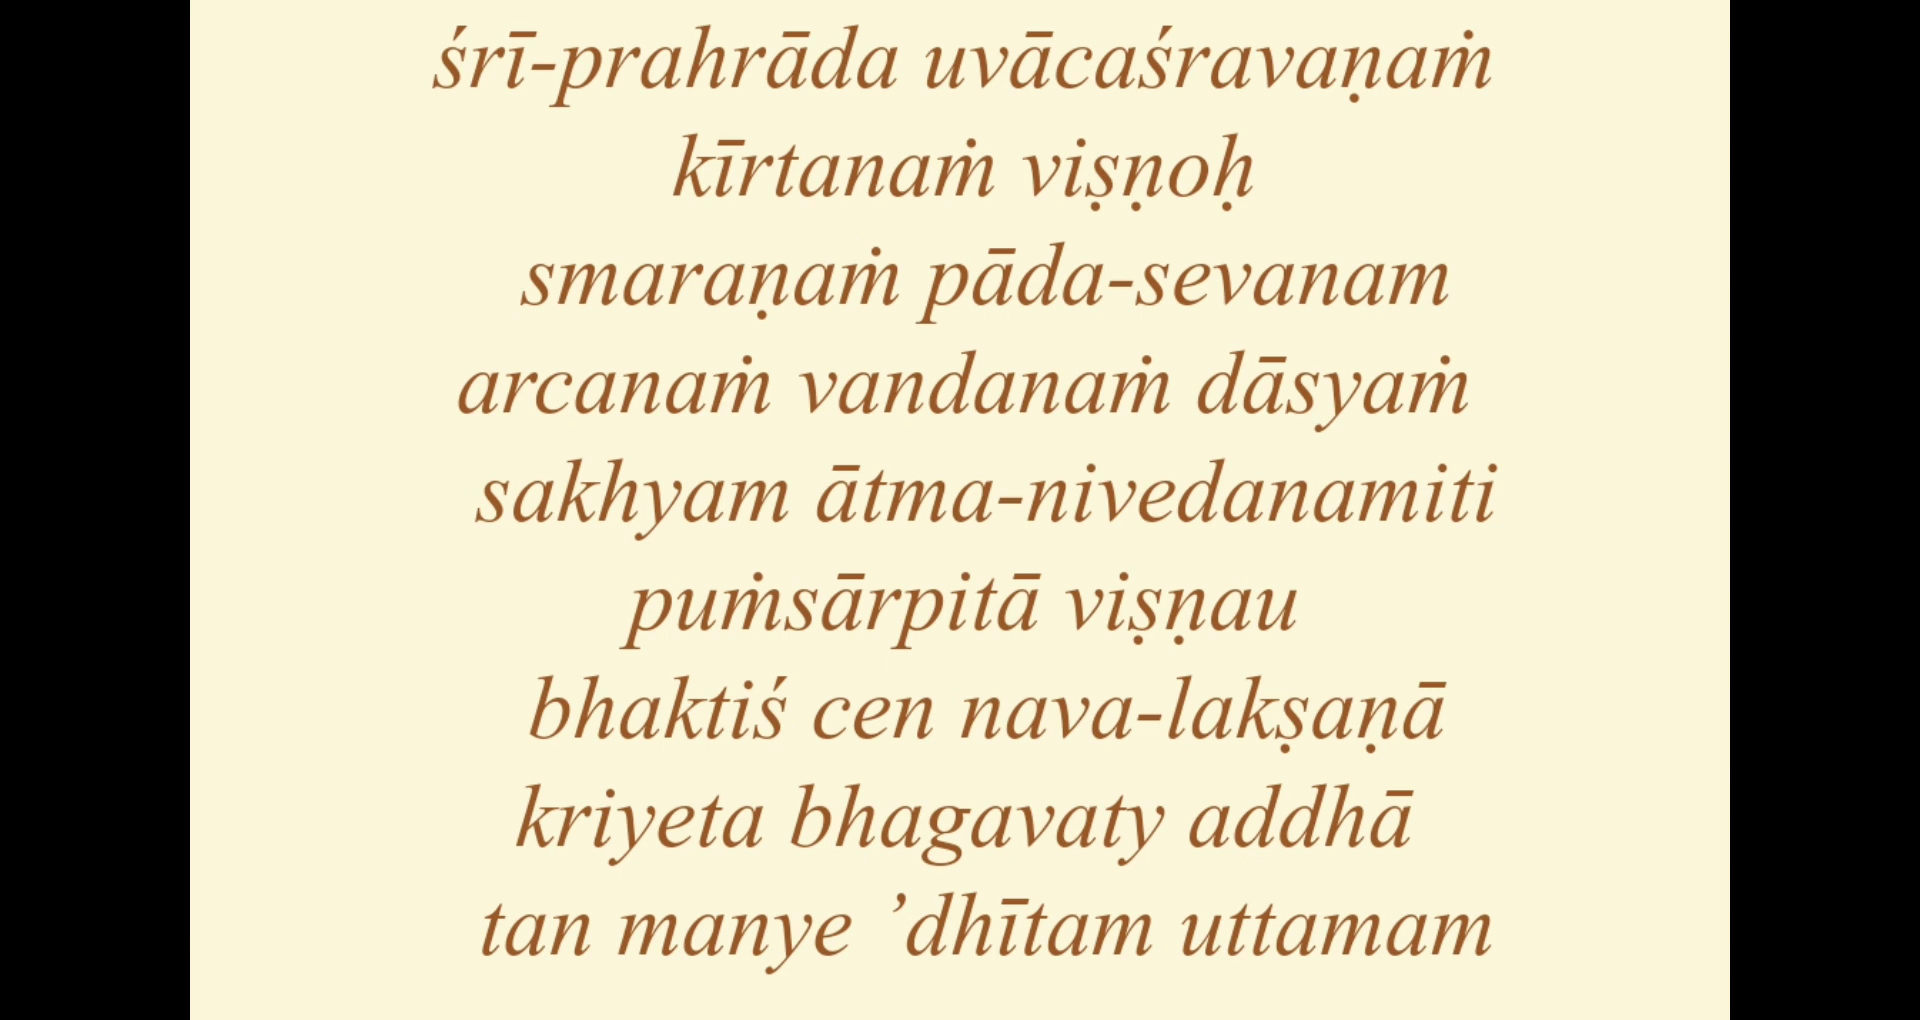 śrī-prahrāda uvācaśravaṇaṁ
kīrtanaṁ viṣṇoḥ
smaraṇaṁ pāda-sevanam
arcanaṁ vandanaṁ dāsyaṁ
sakhyam ātma-nivedanamiti
puṁsārpitā viṣṇau
bhaktiś cen nava-lakṣaṇā
kriyeta bhagavaty addhā
tan manye ’dhītam uttamam